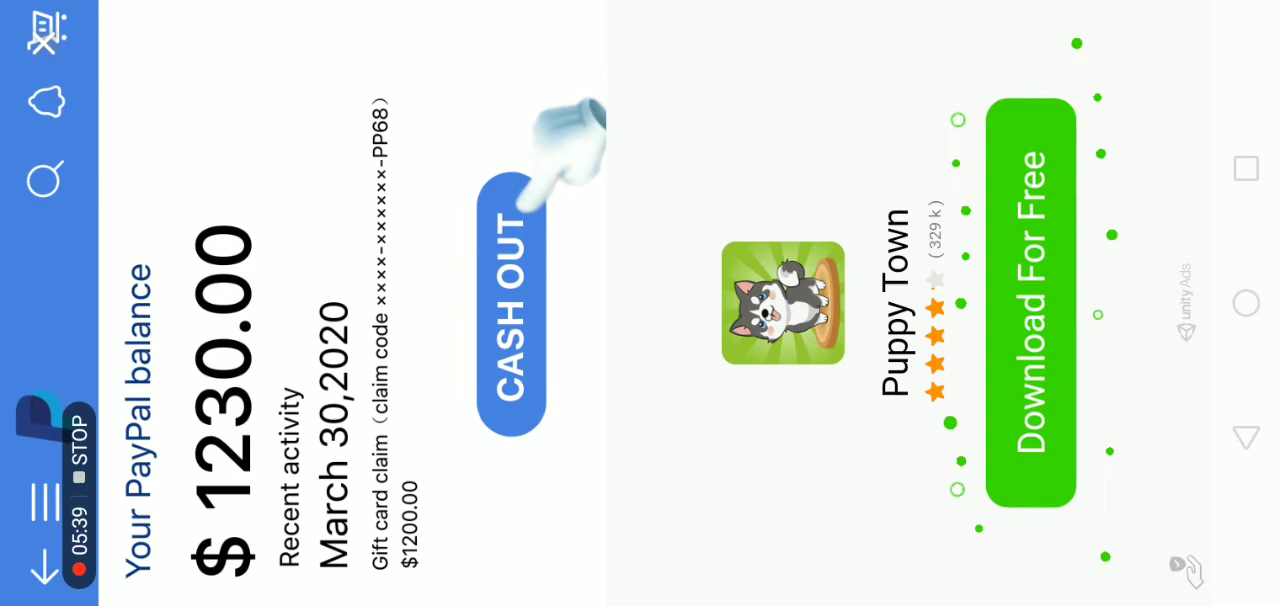 05:39 STOP
Your PayPal balance
$ 1230.00
Recent activity
March 30,2020
Gift card claim（claim code ××××-××××××-PP68）
$1200.00
CASH OUT
Puppy Town
( 329 k )
Download For Free
unityAds